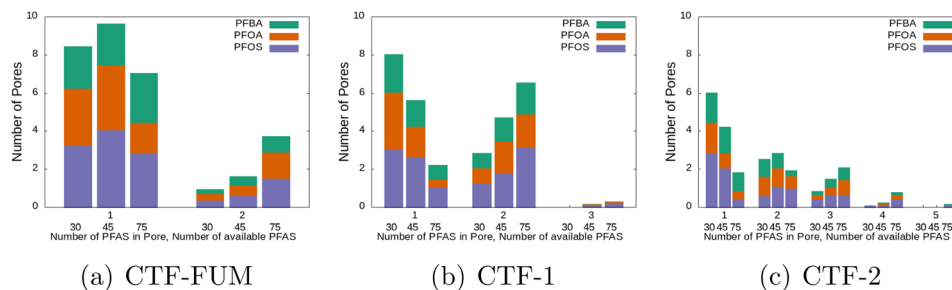 10
8
6
4
2
0
Number of Pores
PFBA
PFOA
PFOS
1 2
30 45 75 30 45 75
Number of PFAS in Pore, Number of available PFAS
(a) CTF-FUM
10
8
6
4
2
0
Number of Pores
PFBA
PFOA
PFOS
1 2 3
30 45 75 30 45 75 30 45 75
Number of PFAS in Pore, Number of available PFAS
(b) CTF-1
10
8
6
4
2
0
Number of Pores
PFBA
PFOA
PFOS
1 2 3 4 5
30 45 75 30 45 75 30 45 75 30 45 75 30 45 75
Number of PFAS in Pore, Number of available PFAS
(c) CTF-2